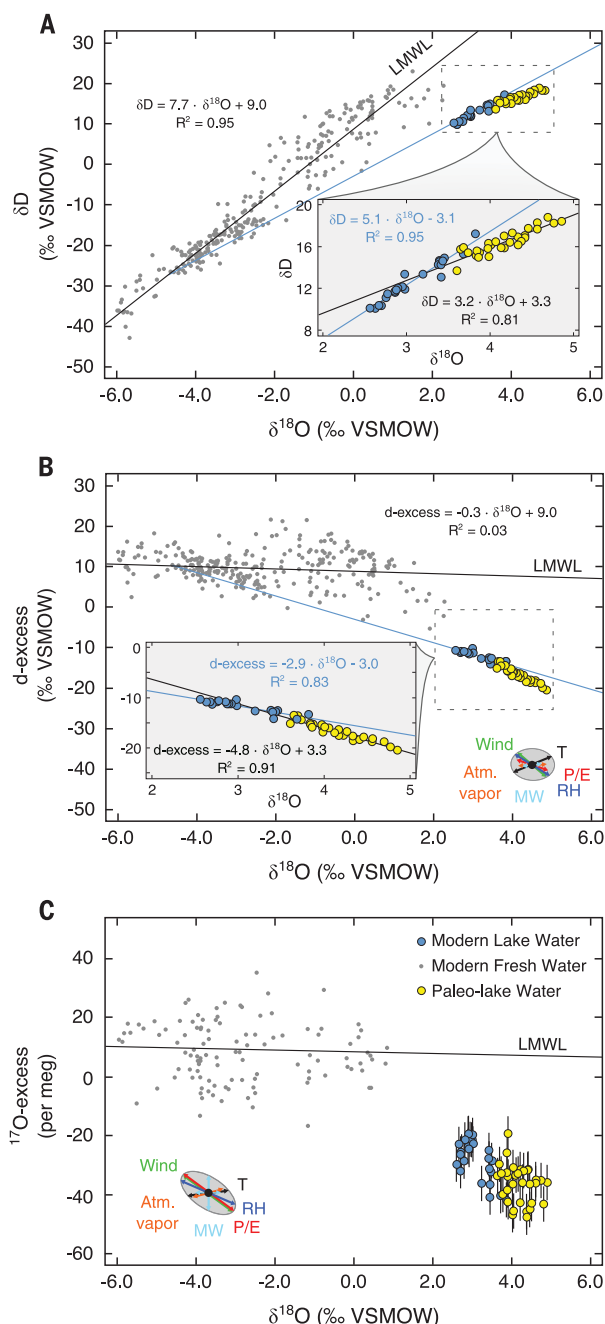 A
30
20
10
0
-10
-20
-30
-40
δD
(‰ VSMOW)
LMWL
δD = 7.7 · δ18O + 9.0
R² = 0.95
20
16
12
8
δD
δD = 5.1 · δ18O - 3.1
R² = 0.95
δD = 3.2 · δ18O + 3.3
R² = 0.81
2 3 4 5
δ18O
-6.0 -4.0 -2.0 0.0 2.0 4.0 6.0
δ18O (‰ VSMOW)
B
30
20
10
0
-10
-20
-30
-40
-50
d-excess
(‰ VSMOW)
d-excess = -0.3 · δ18O + 9.0
R² = 0.03
LMWL
0
-10
-20
d-excess = -2.9 · δ18O - 3.0
R² = 0.83
d-excess = -4.8 · δ18O + 3.3
R² = 0.91
2 3 4 5
δ18O
Wind
T
Atm.
vapor
P/E
MW
RH
-6.0 -4.0 -2.0 0.0 2.0 4.0 6.0
δ18O (‰ VSMOW)
C
40
20
0
-20
-40
-60
17O-excess
(per meg)
Modern Lake Water
Modern Fresh Water
Paleo-lake Water
LMWL
Wind
T
Atm.
vapor
RH
MW
P/E
-6.0 -4.0 -2.0 0.0 2.0 4.0 6.0
δ18O (‰ VSMOW)